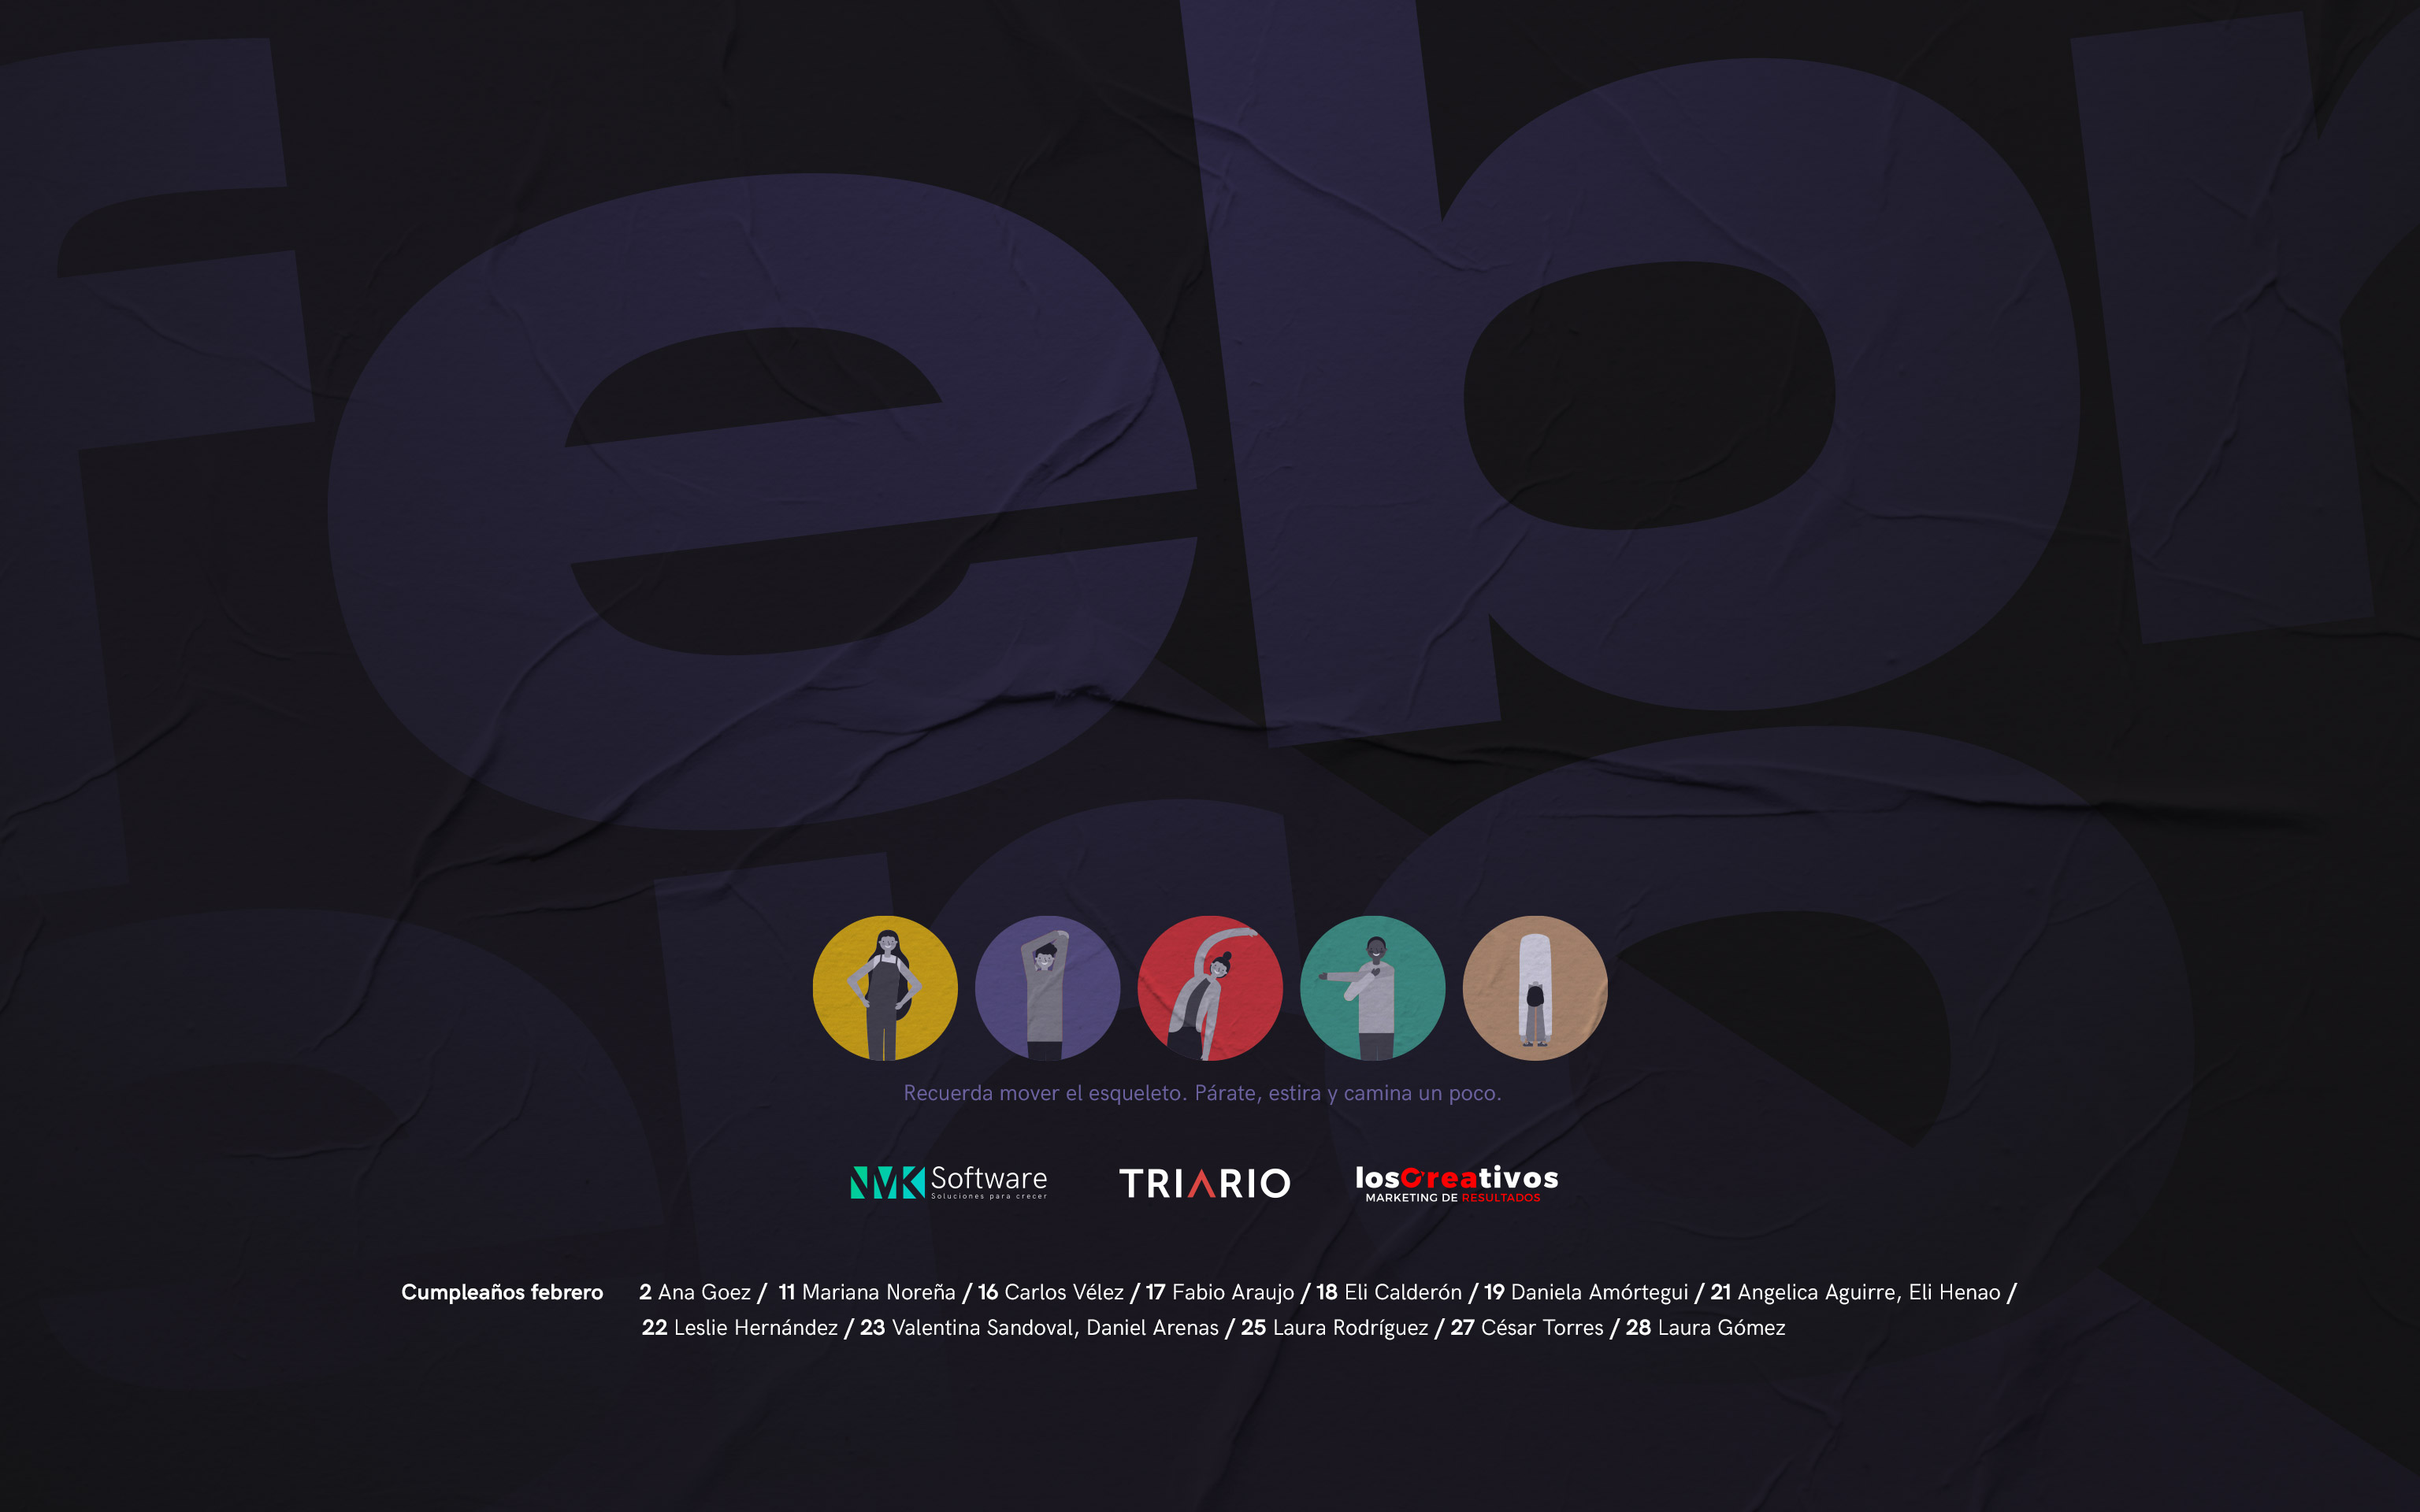 febr
ero
Recuerda mover el esqueleto. Párate, estira y camina un poco.
NMK Software
Soluciones para crecer
TRIARIO
losCreativos
MARKETING DE RESULTADOS
Cumpleaños febrero 2 Ana Goez / 11 Mariana Noreña / 16 Carlos Vélez / 17 Fabio Araujo / 18 Eli Calderón / 19 Daniela Amórtegui / 21 Angelica Aguirre, Eli Henao /
22 Leslie Hernández / 23 Valentina Sandoval, Daniel Arenas / 25 Laura Rodríguez / 27 César Torres / 28 Laura Gómez